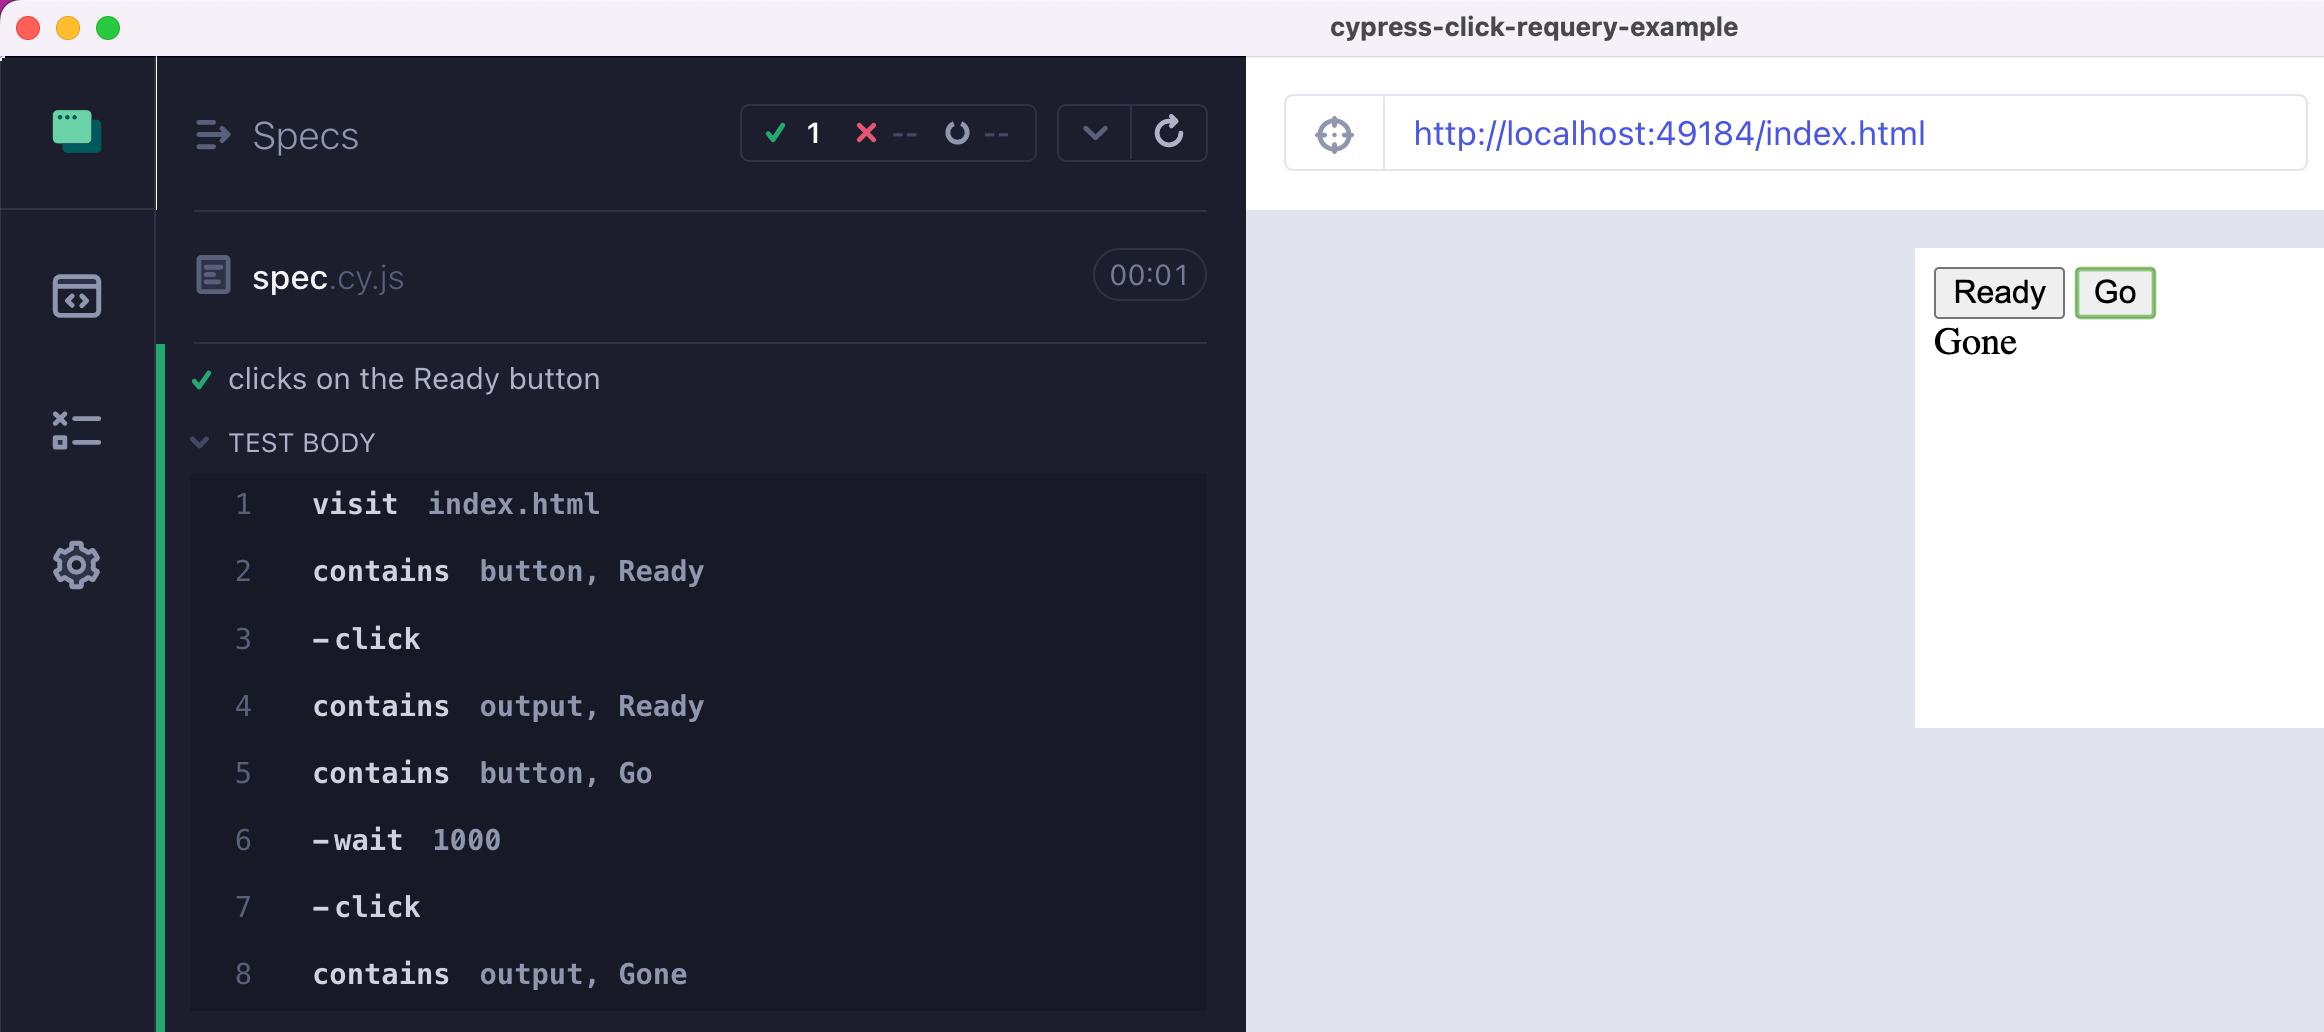 cypress-click-requery-example
Specs
1 -- --
http://localhost:49184/index.html
spec.cy.js
00:01
clicks on the Ready button
TEST BODY
1 visit index.html
2 contains button, Ready
3 -click
4 contains output, Ready
5 contains button, Go
6 -wait 1000
7 -click
8 contains output, Gone
Ready Go
Gone